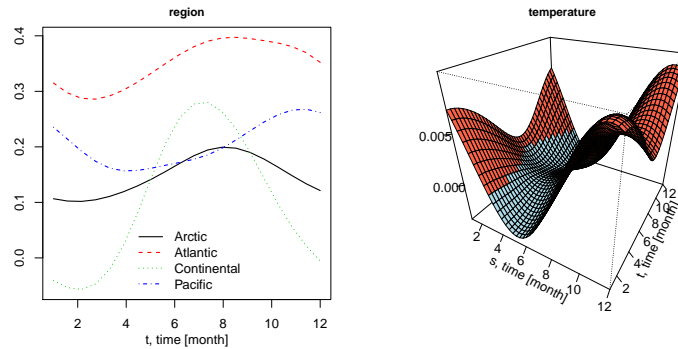 region
temperature
0.4
0.3
0.2
0.1
0.0
Arctic
Atlantic
Continental
Pacific
2 4 6 8 10 12
t, time [month]
0.005
0.000
2 4 6 8 10 12
s, time [month]
2 4 6 8 10 12
t, time [month]